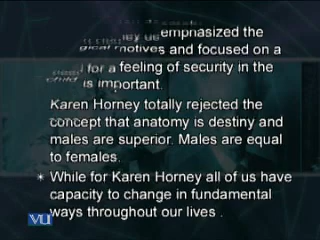 emphasized the
motives and focused on a
for a feeling of security in the
child is important.
Karen Horney totally rejected the
concept that anatomy is destiny and
males are superior. Males are equal
to females.
While for Karen Horney all of us have
capacity to change in fundamental
ways throughout our lives .
VU